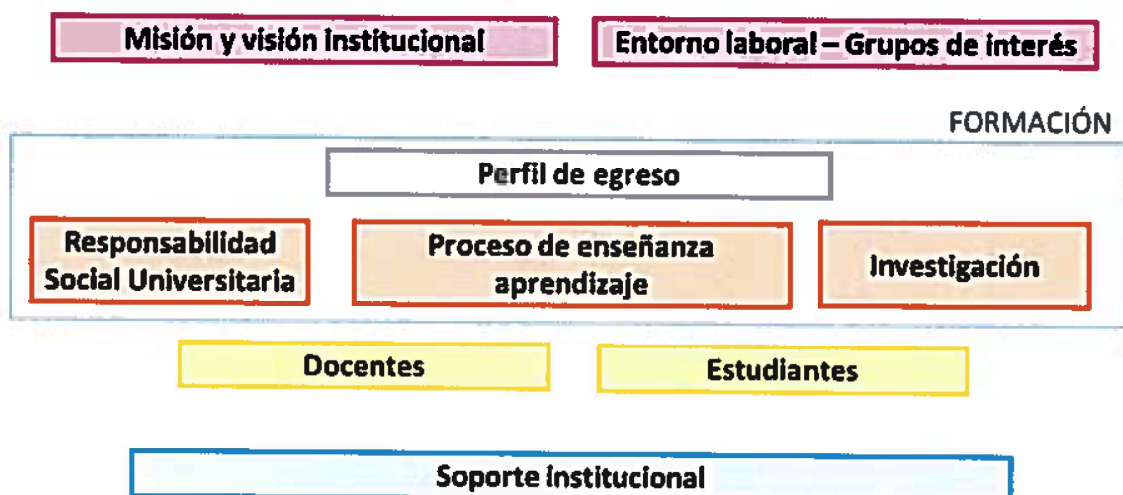 Misión y visión institucional
Entorno laboral – Grupos de interés
FORMACIÓN
Perfil de egreso
Responsabilidad
Social Universitaria
Proceso de enseñanza
aprendizaje
Investigación
Docentes
Estudiantes
Soporte institucional